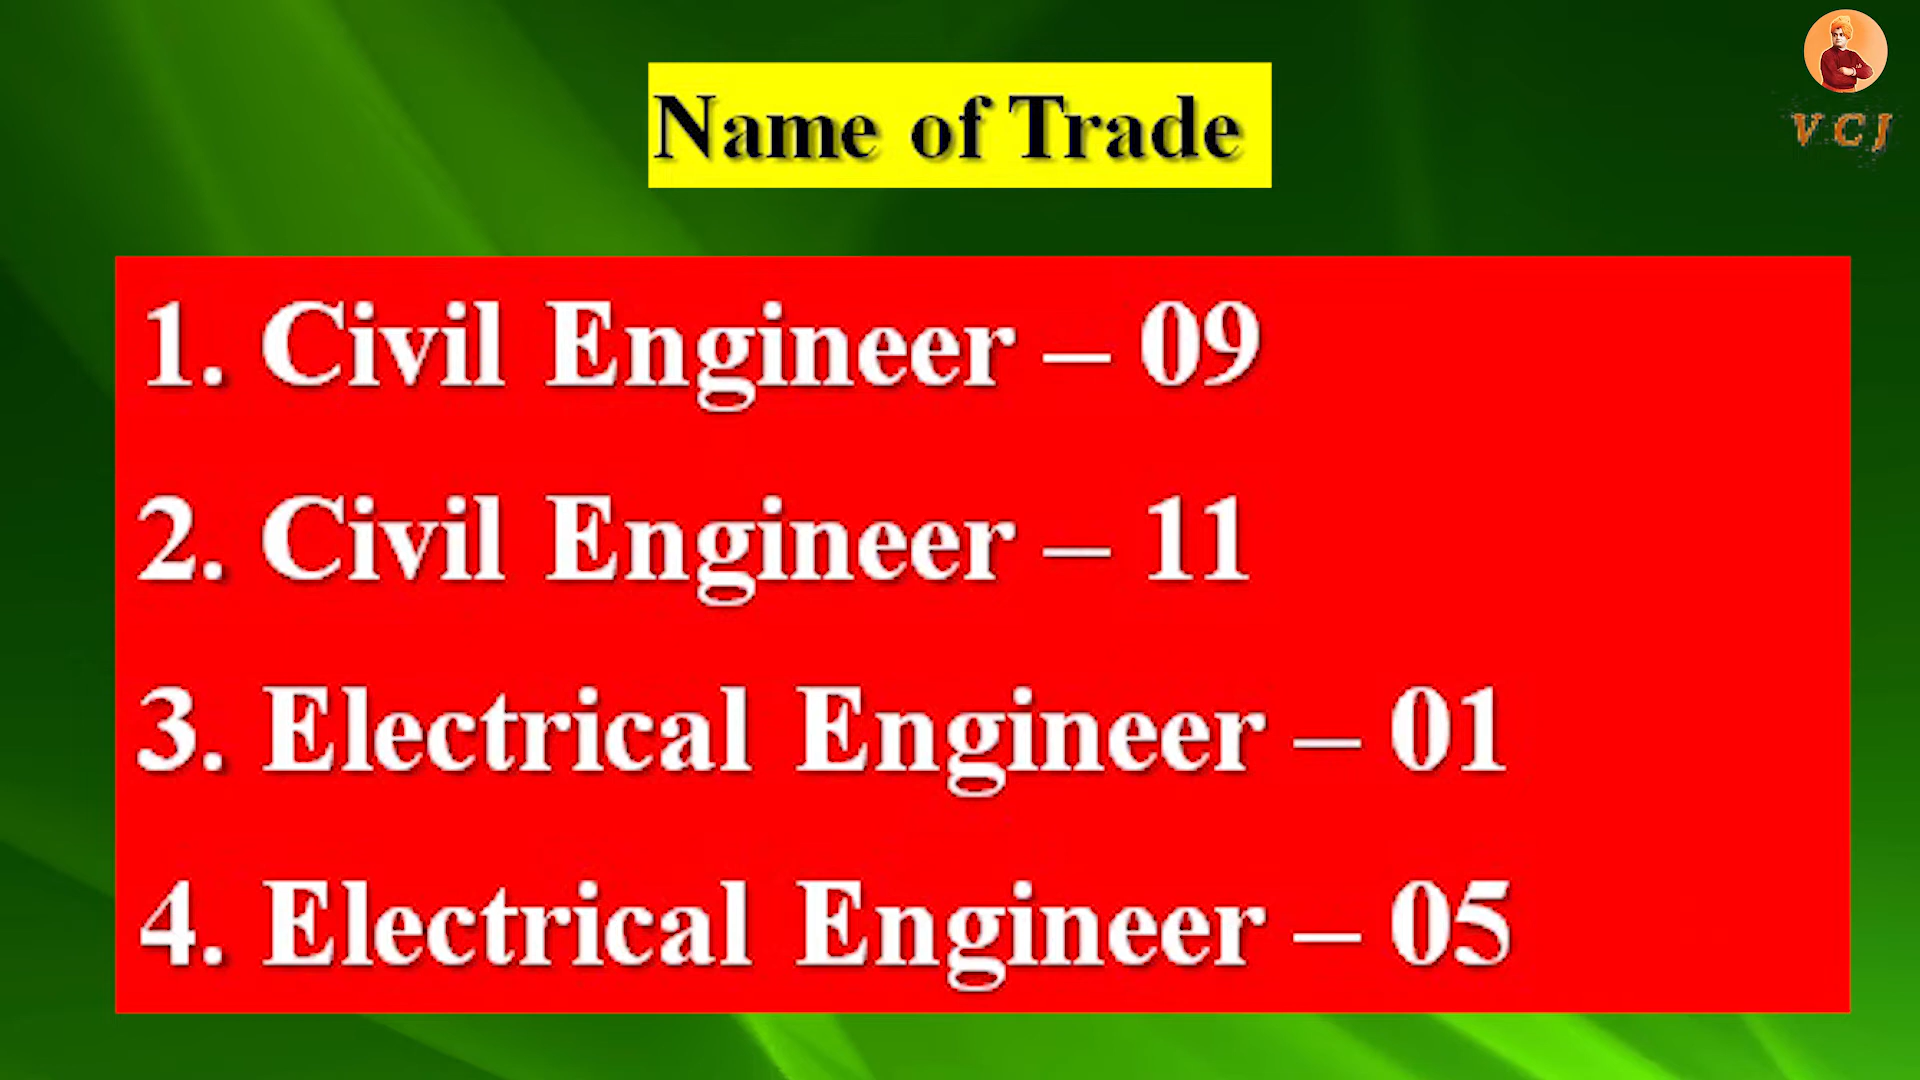 Name of Trade
VCJ
1. Civil Engineer – 09
2. Civil Engineer – 11
3. Electrical Engineer – 01
4. Electrical Engineer – 05